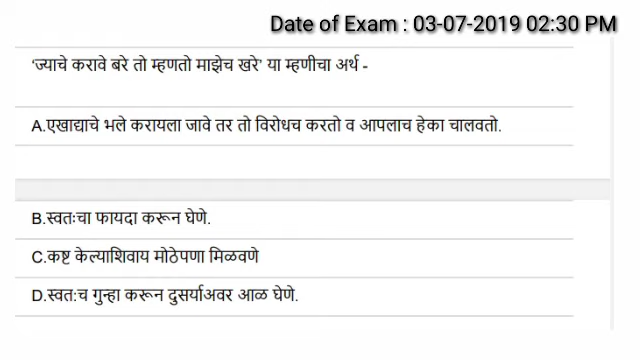 Date of Exam : 03-07-2019 02:30 PM
‘ज्याचे करावे बरे तो म्हणतो माझेच खरे’ या म्हणीचा अर्थ -
A.एखाद्याचे भले करायला जावे तर तो विरोधच करतो व आपलाच हेका चालवतो.
B.स्वतःचा फायदा करून घेणे.
C.कष्ट केल्याशिवाय मोठेपणा मिळवणे
D.स्वत:च गुन्हा करून दुसर्याअवर आळ घेणे.